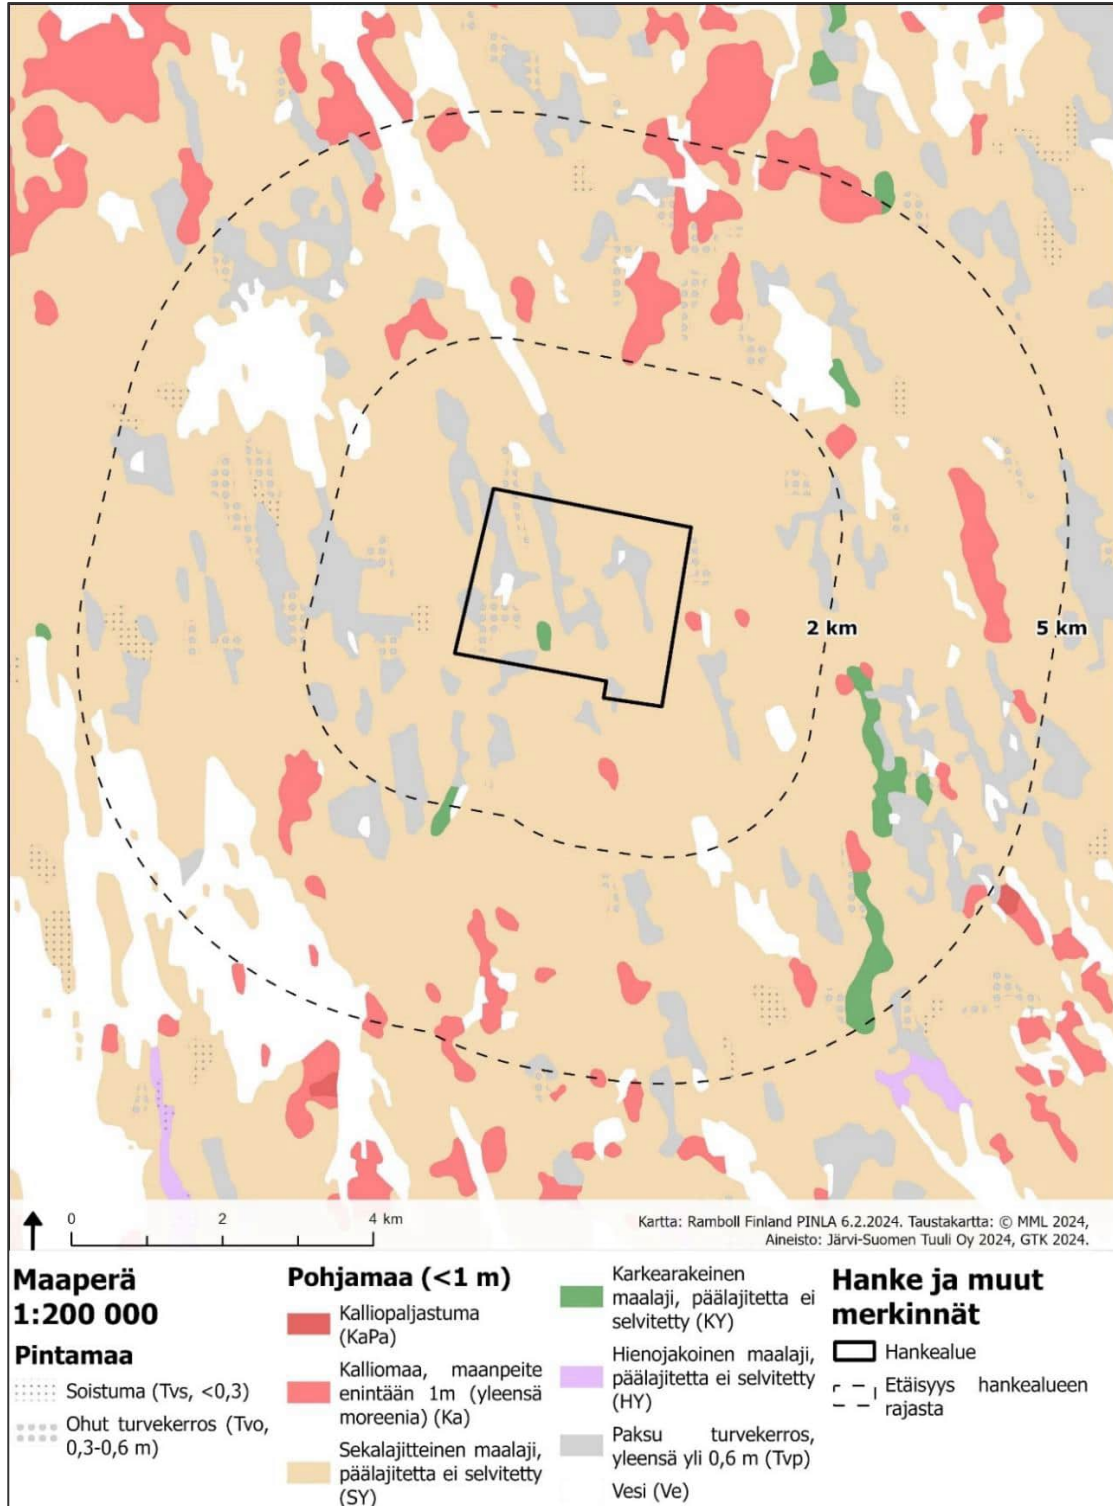 2 km
5 km
0 2 4 km
Kartta: Ramboll Finland PINLA 6.2.2024. Taustakartta: © MML 2024,
Aineisto: Järvi-Suomen Tuuli Oy 2024, GTK 2024.
Maaperä
1:200 000
Pintamaa
Soistuma (Tvs, <0,3)
Ohut turvekerros (Tvo,
0,3-0,6 m)
Pohjamaa (<1 m)
Kalliopaljastuma
(KaPa)
Kalliomaa, maanpeite
enintään 1m (yleensä
moreenia) (Ka)
Sekalajitteinen maalaji,
päälajitetta ei selvitetty
(SY)
Karkearakeinen
maalaji, päälajitetta ei
selvitetty (KY)
Hienojakoinen maalaji,
päälajitetta ei selvitetty
(HY)
Paksu turvekerros,
yleensä yli 0,6 m (Tvp)
Vesi (Ve)
Hanke ja muut
merkinnät
Hankealue
Etäisyys hankealueen
rajasta